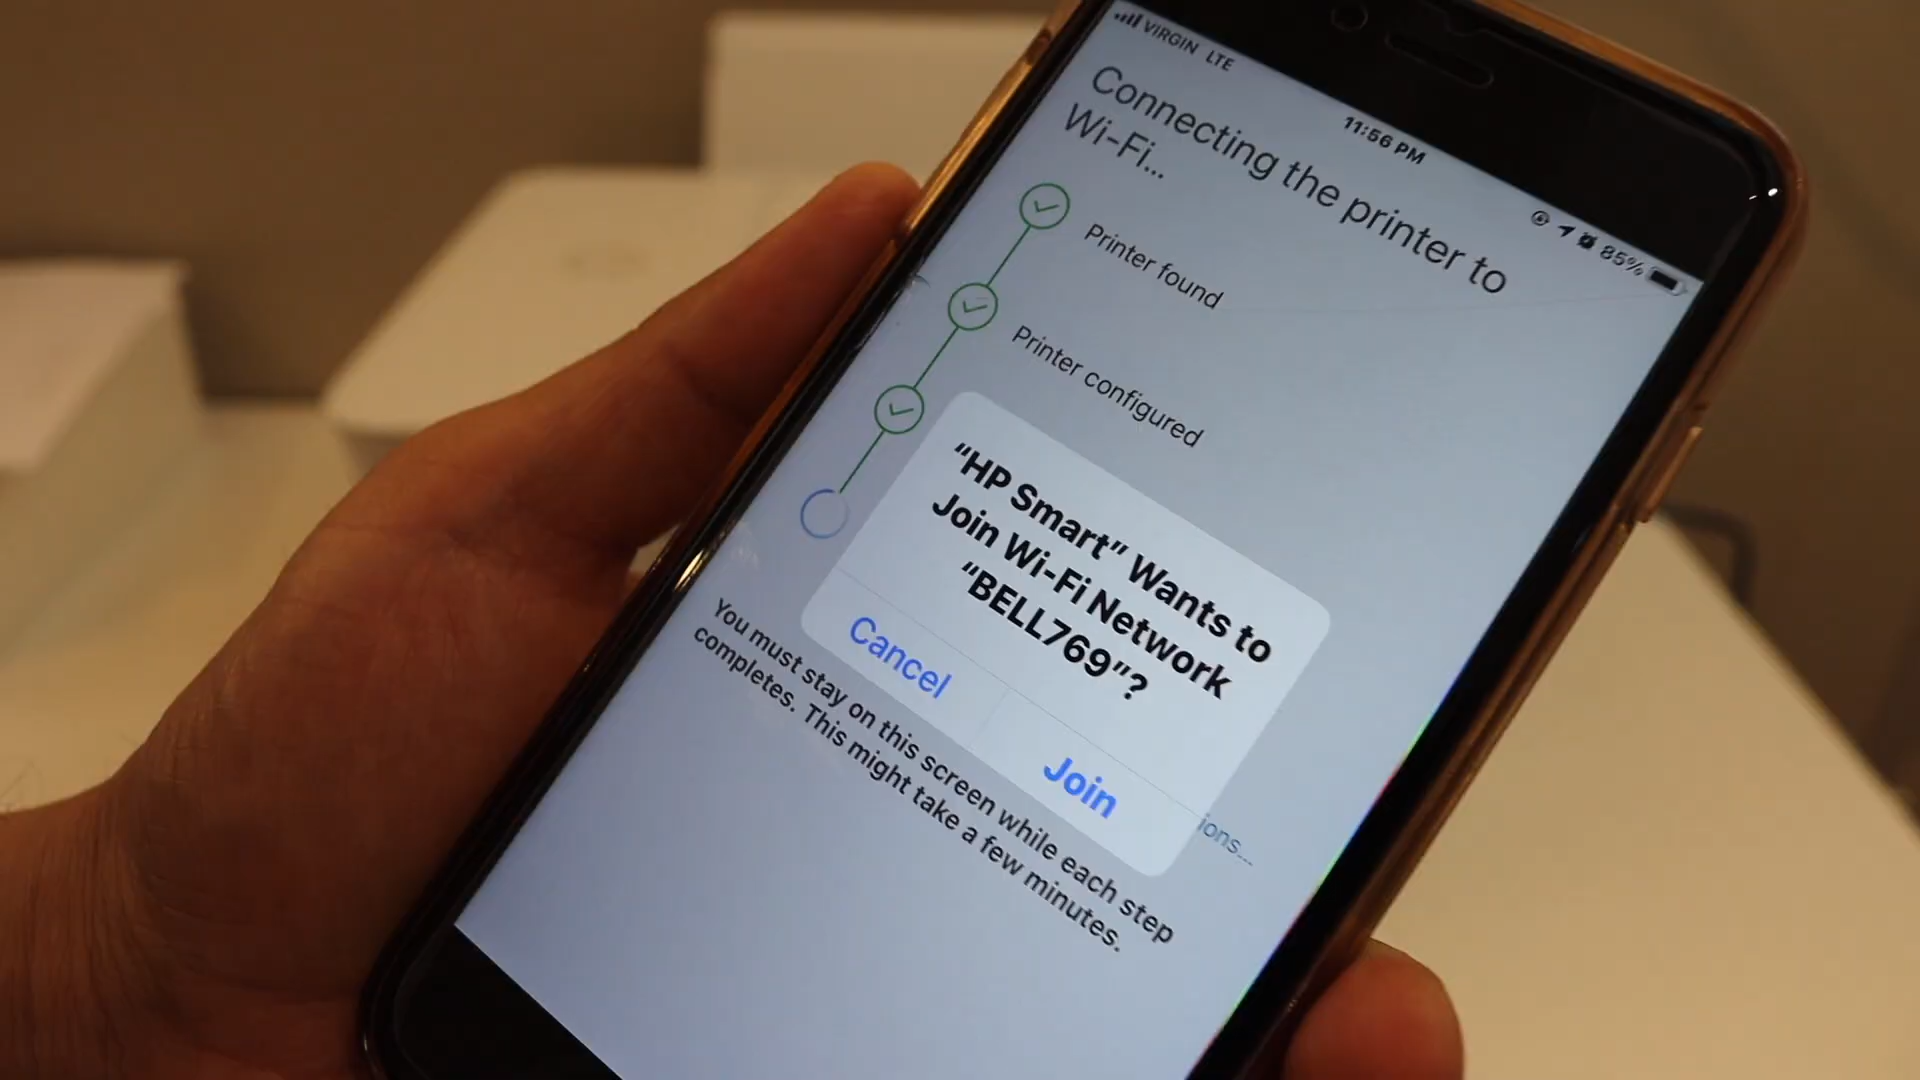 VIRGIN LTE
11:56 PM
85%
Connecting the printer to
Wi-Fi...
Printer found
Printer configured
“HP Smart” Wants to
Join Wi-Fi Network
“BELL769”?
Cancel
Join
ions...
You must stay on this screen while each step
completes. This might take a few minutes.